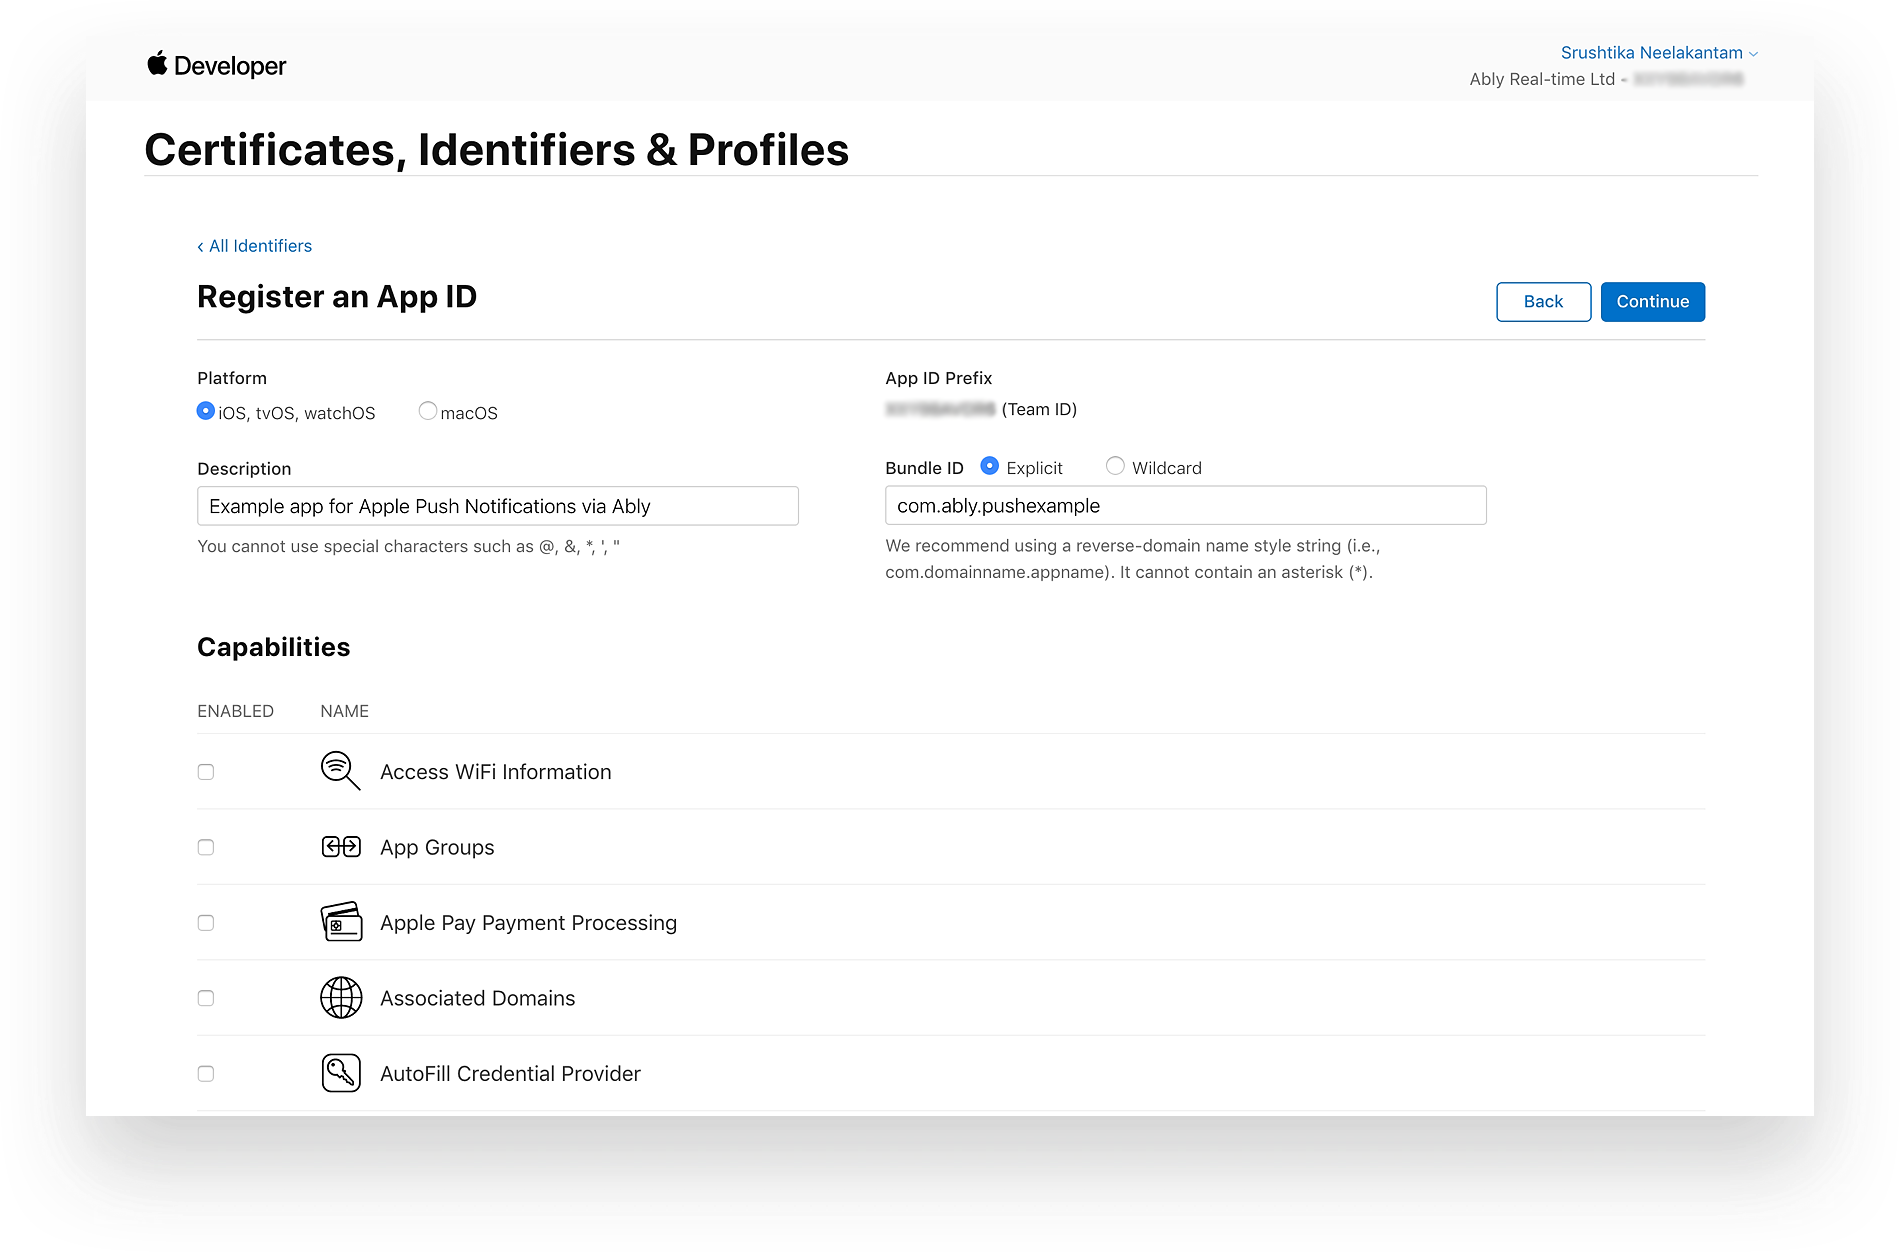 Developer
Srushtika Neelakantam
Ably Real-time Ltd -
Certificates, Identifiers & Profiles
‹ All Identifiers
Register an App ID
Back
Continue
Platform
iOS, tvOS, watchOS
macOS
App ID Prefix
(Team ID)
Description
Example app for Apple Push Notifications via Ably
You cannot use special characters such as @, &, *, ', "
Bundle ID
Explicit
Wildcard
com.ably.pushexample
We recommend using a reverse-domain name style string (i.e.,
com.domainname.appname). It cannot contain an asterisk (*).
Capabilities
ENABLED NAME
Access WiFi Information
App Groups
Apple Pay Payment Processing
Associated Domains
AutoFill Credential Provider